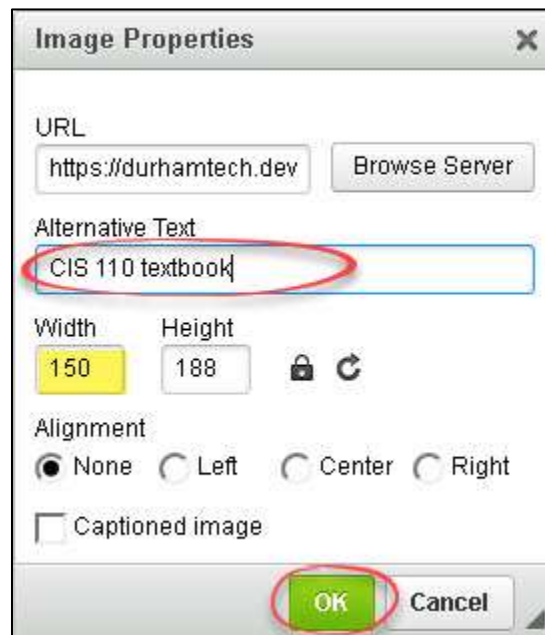 Image Properties
URL
https://durhamtech.dev Browse Server
Alternative Text
CIS 110 textbook
Width Height
150 188
Alignment
None Left Center Right
Captioned image
OK Cancel